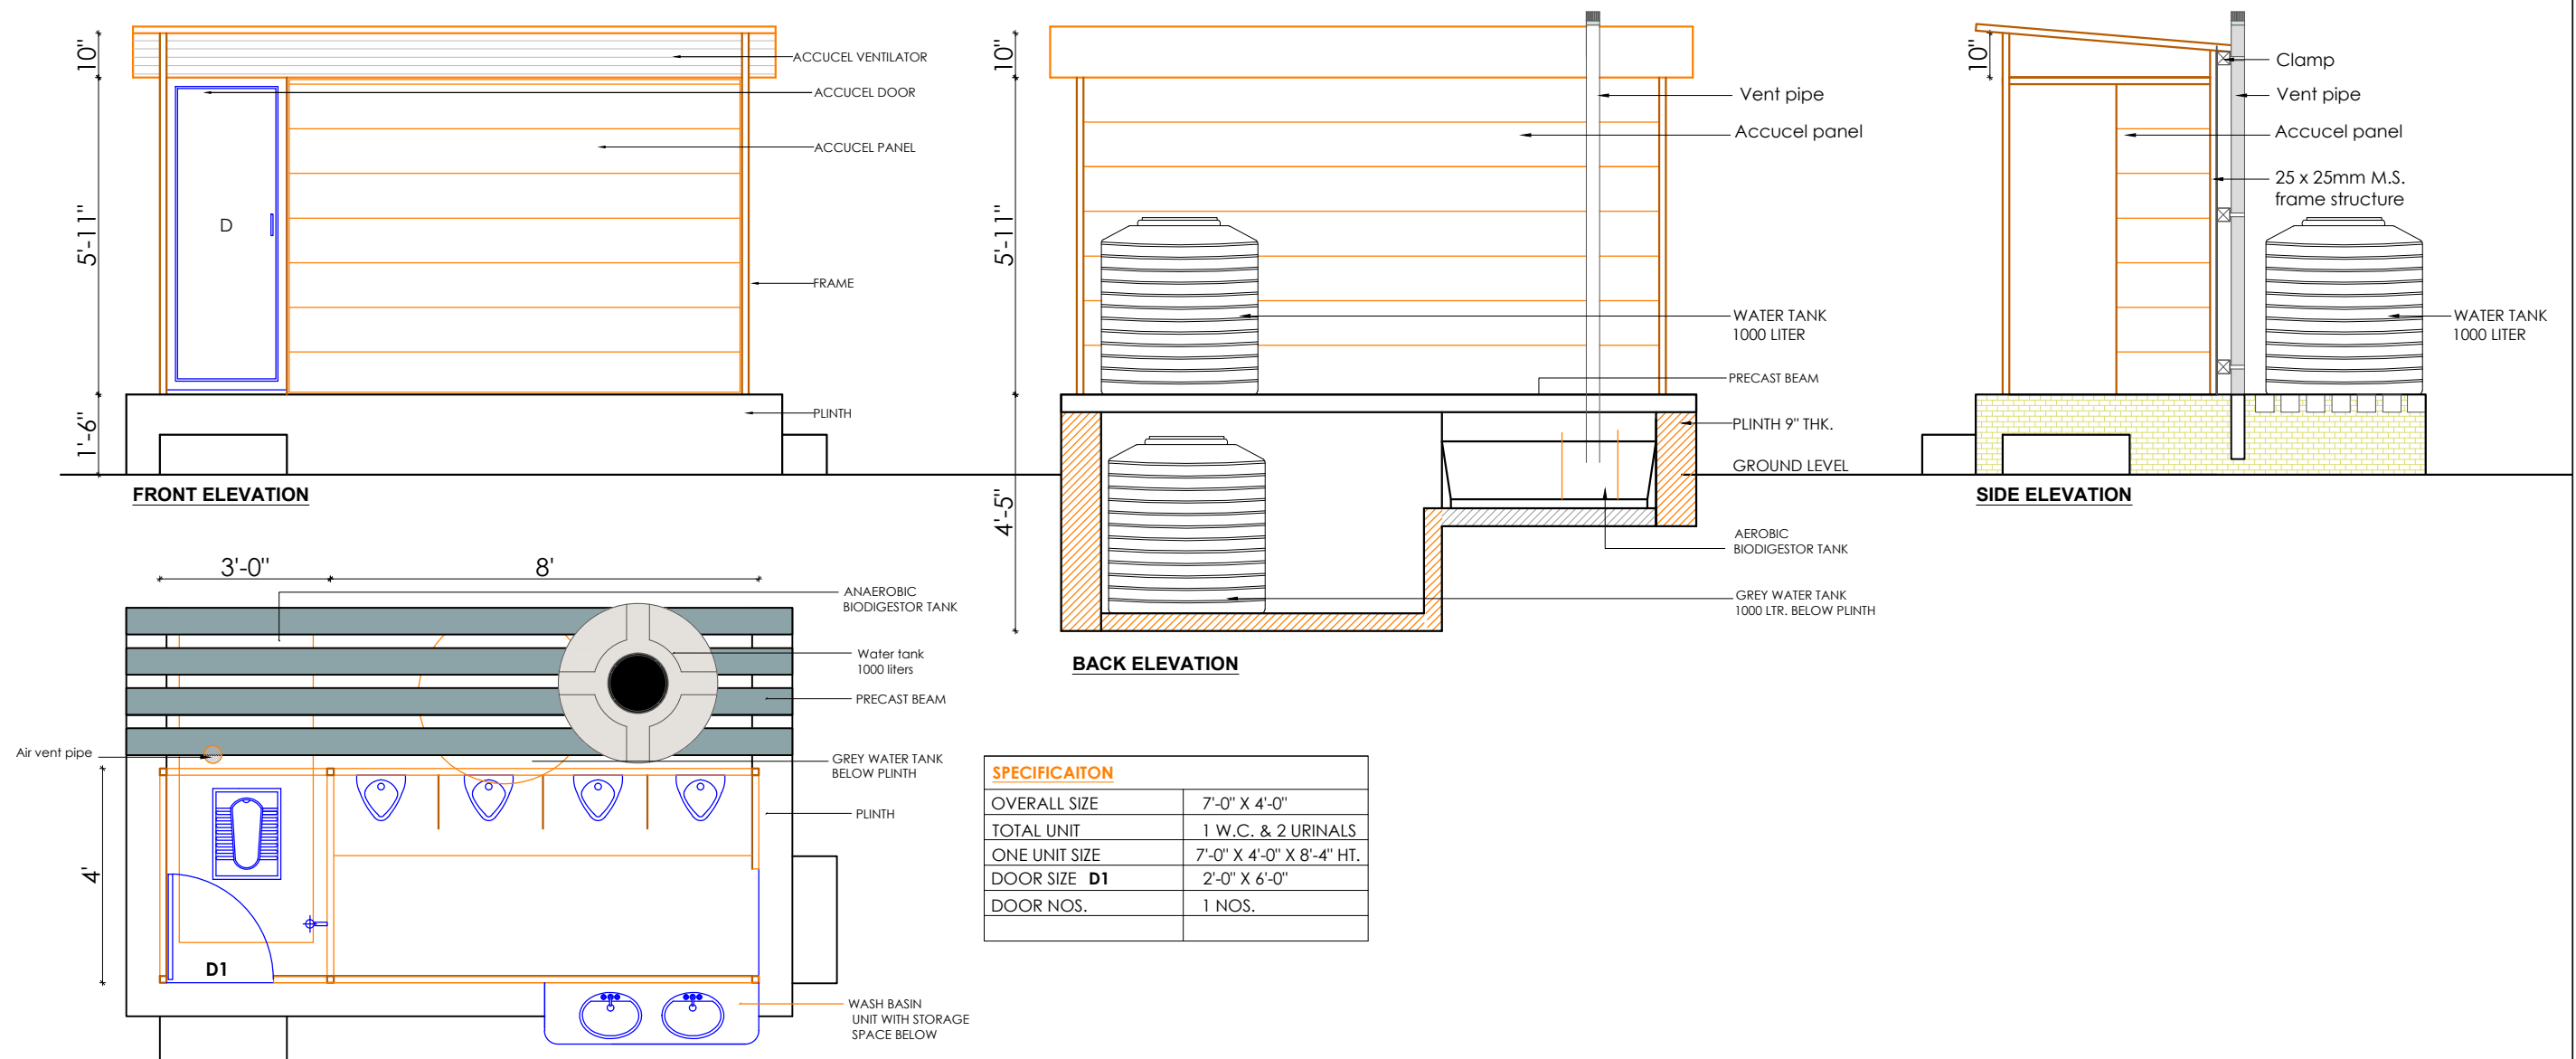 10"
5'-11"
1'-6"
D
ACCUCEL VENTILATOR
ACCUCEL DOOR
ACCUCEL PANEL
FRAME
PLINTH
FRONT ELEVATION
10"
5'-11"
4'-5"
Vent pipe
Accucel panel
WATER TANK
1000 LITER
PRECAST BEAM
PLINTH 9" THK.
GROUND LEVEL
AEROBIC
BIODIGESTOR TANK
GREY WATER TANK
1000 LTR. BELOW PLINTH
BACK ELEVATION
10"
Clamp
Vent pipe
Accucel panel
25 x 25mm M.S.
frame structure
WATER TANK
1000 LITER
SIDE ELEVATION
3'-0"
8'
4'
ANAEROBIC
BIODIGESTOR TANK
Water tank
1000 liters
PRECAST BEAM
Air vent pipe
GREY WATER TANK
BELOW PLINTH
PLINTH
D1
WASH BASIN
UNIT WITH STORAGE
SPACE BELOW
SPECIFICAITON
OVERALL SIZE 7'-0" X 4'-0"
TOTAL UNIT 1 W.C. & 2 URINALS
ONE UNIT SIZE 7'-0" X 4'-0" X 8'-4" HT.
DOOR SIZE D1 2'-0" X 6'-0"
DOOR NOS. 1 NOS.